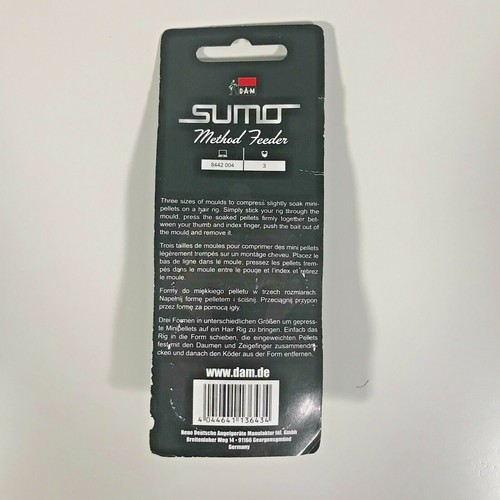 D·A·M
SUMO
Method Feeder
8442 004
3
Three sizes of moulds to compress slightly soak mini-
pellets on a hair rig. Simply stick your rig through the
mould, press the soaked pellets firmly together bet-
ween your thumb and index finger, push the bait out of
the mould and remove it.
Trois tailles de moules pour comprimer des mini pellets
légèrement trempés sur un montage cheveu. Placez le
bas de ligne dans le moule, pressez les pellets trem-
pés dans le moule entre le pouce et l'index et retirez
le moule.
Formy do miękkiego pelletu w trzech rozmiarach.
Napełnij formę pelletem i ściśnij. Przeciągnij przypon
przez formę za pomocą igły.
Drei Formen in unterschiedlichen Größen um gepress-
te Minipellets auf ein Hair Rig zu bringen. Einfach das
Rig in die Form schieben, die eingeweichten Pellets
fest mit den Daumen und Zeigefinger zusammendrü-
cken und danach den Köder aus der Form entfernen.
www.dam.de
4 044641 136434
Neue Deutsche Angelgeräte Manufaktur Int. GmbH
Breitenloher Weg 14 • 91166 Georgensgmünd
Germany